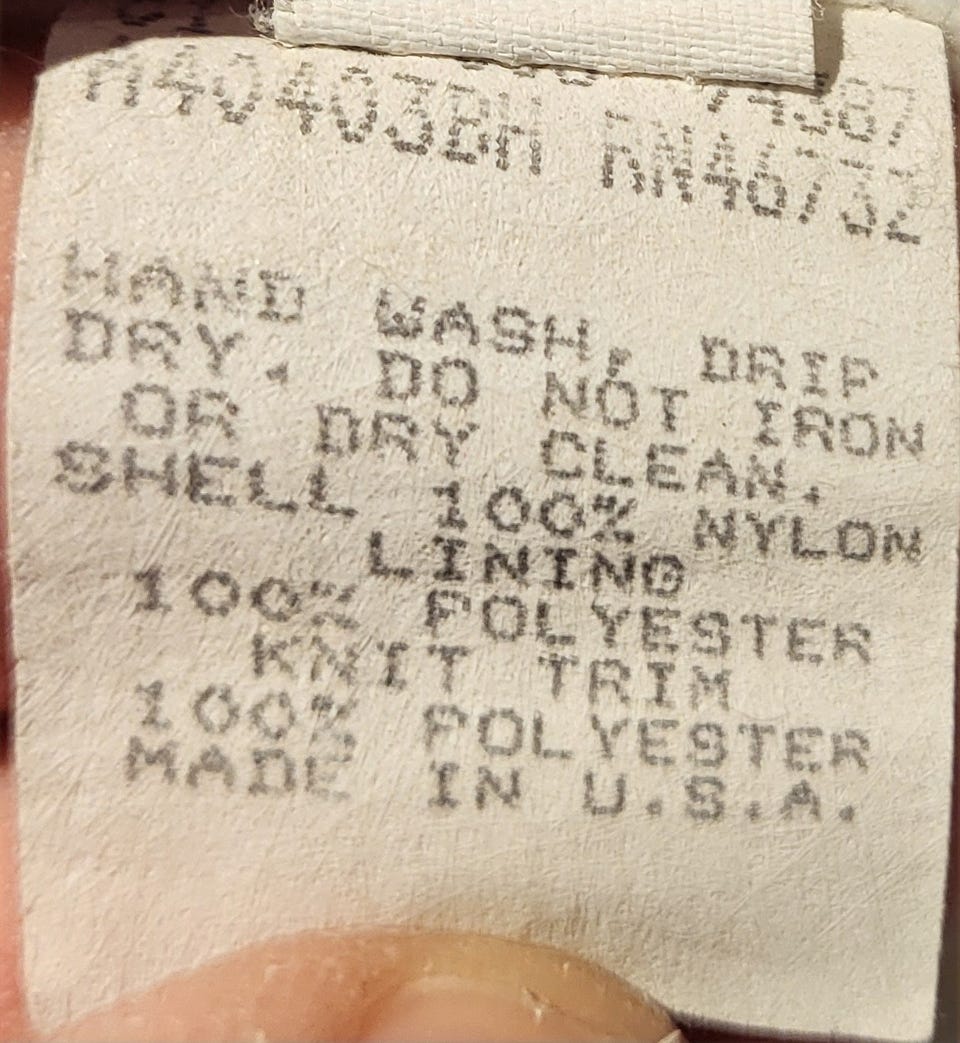 HAND WASH, DRIP
DRY. DO NOT IRON
OR DRY CLEAN.
SHELL 100% NYLON
LINING
100% POLYESTER
KNIT TRIM
100% POLYESTER
MADE IN U.S.A.